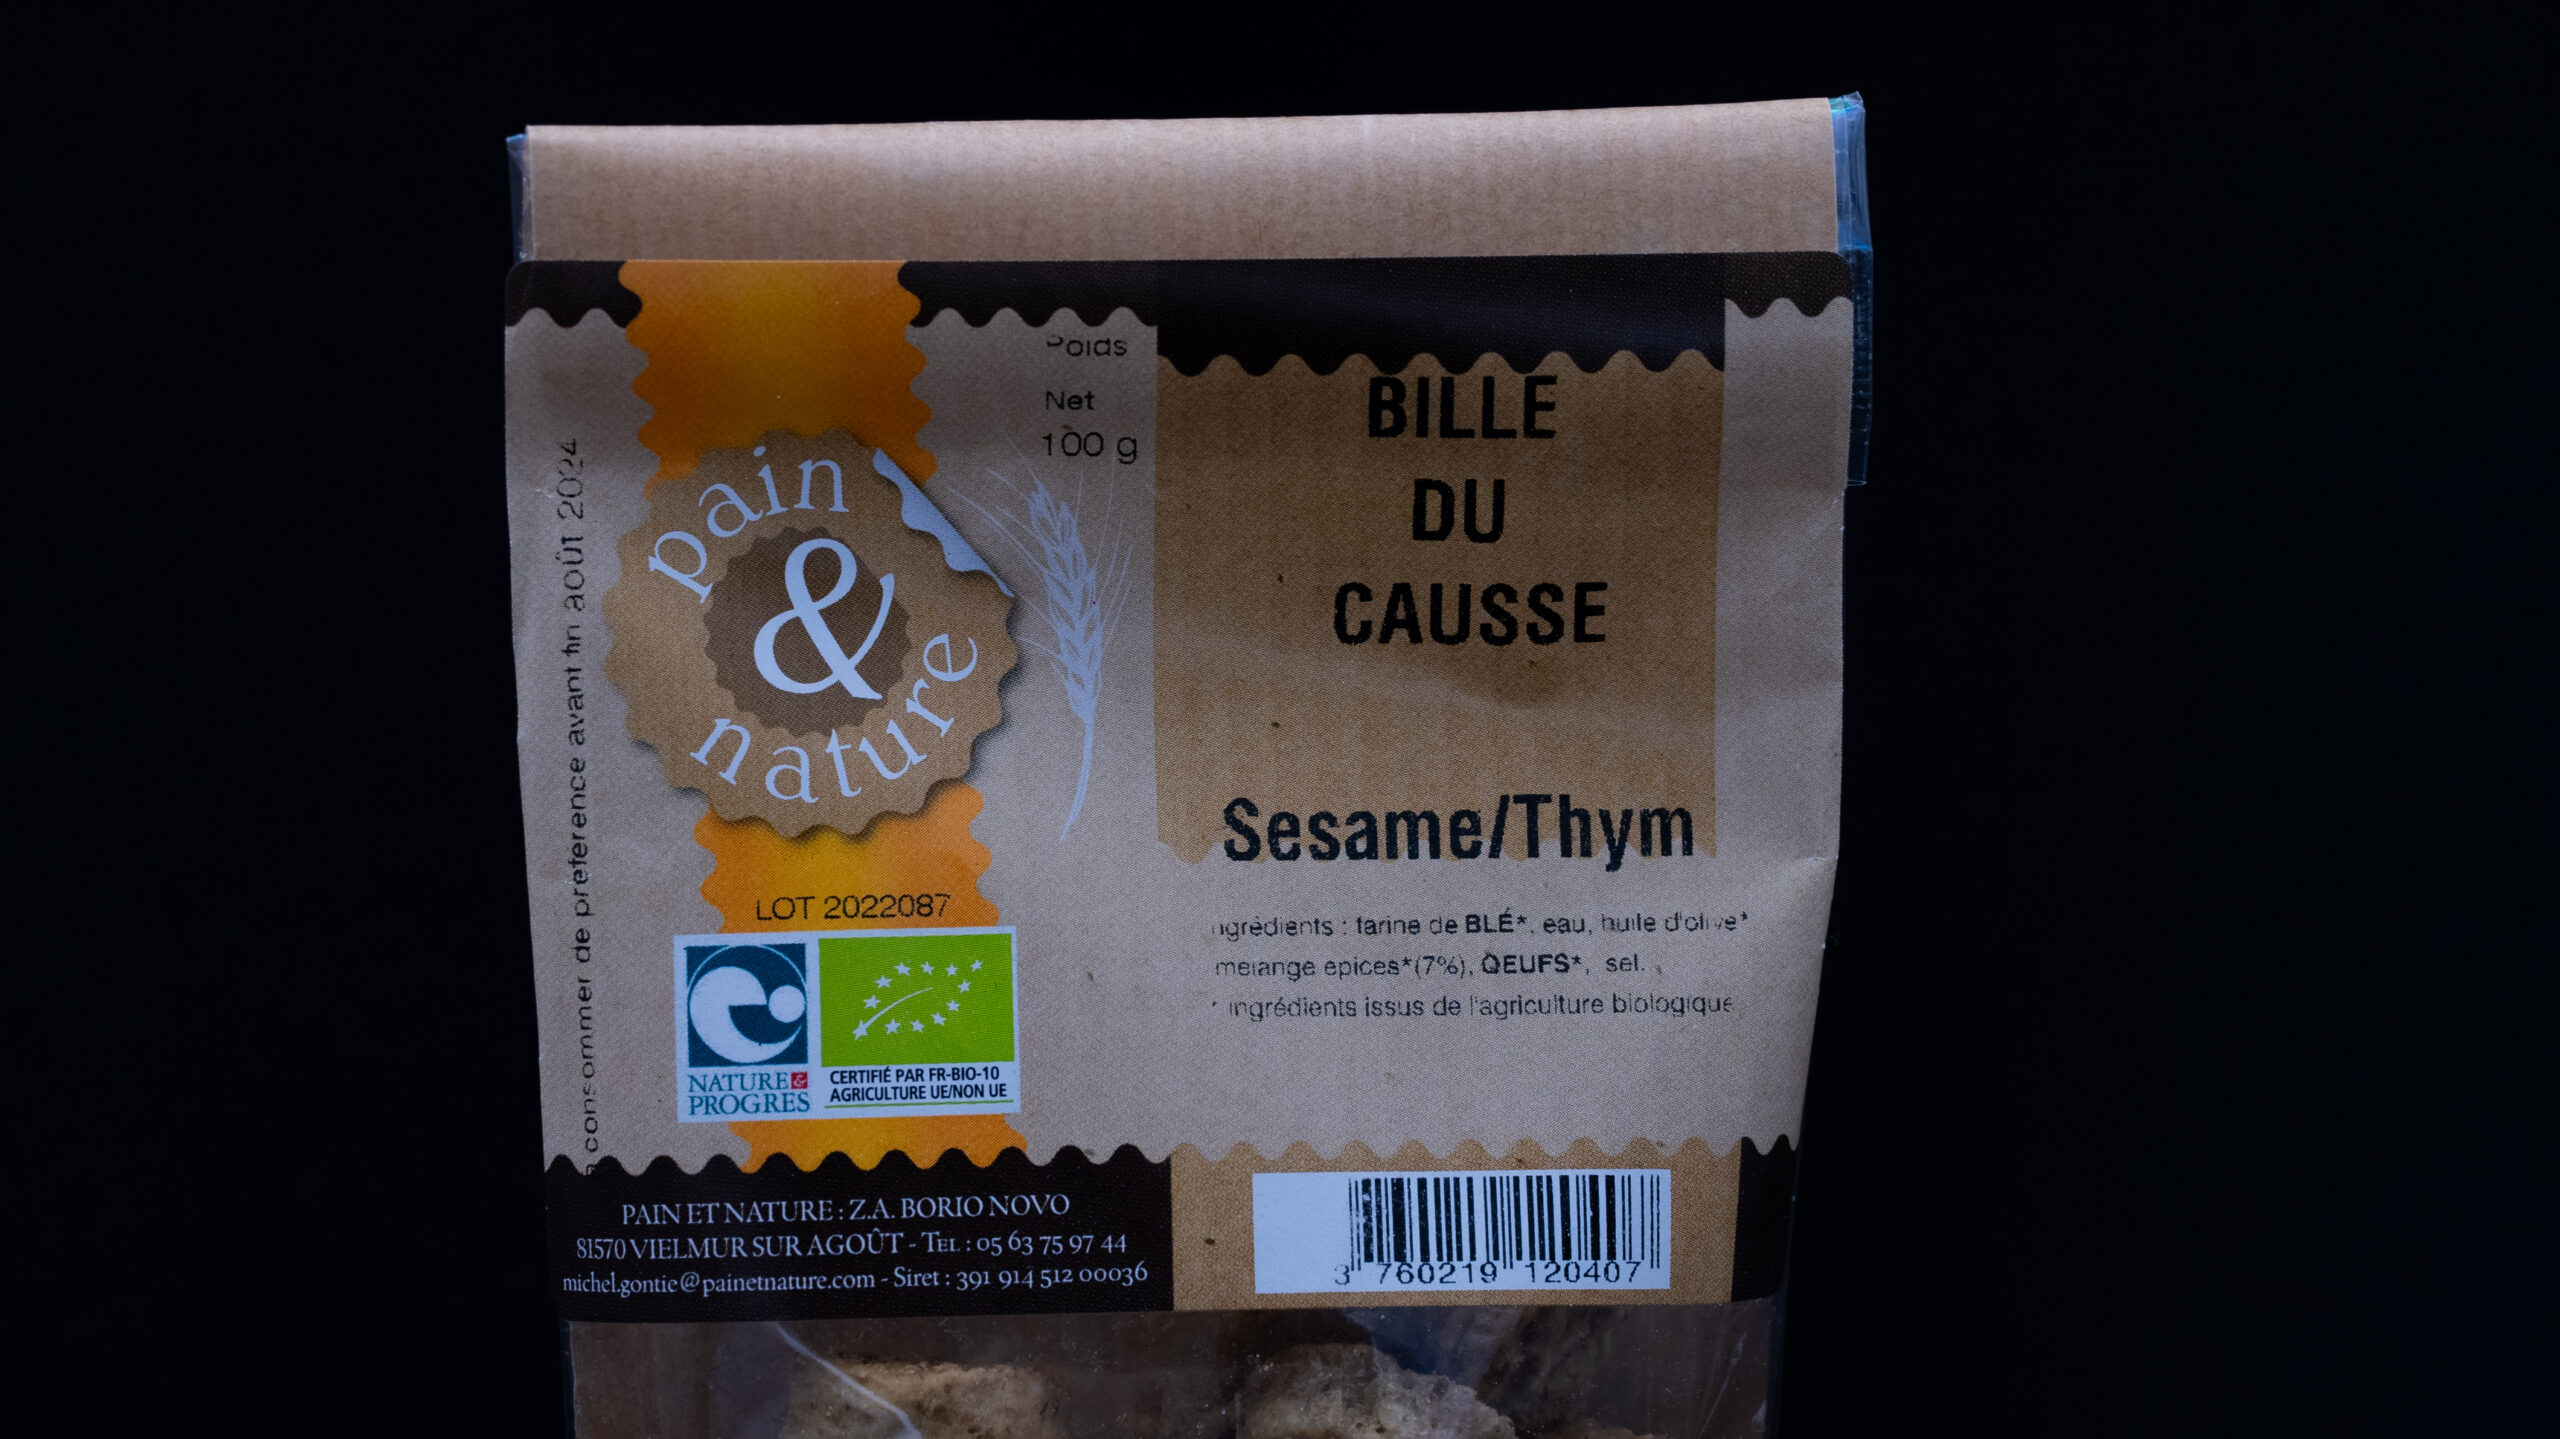 Poids
Net
100 g
BILLE
DU
CAUSSE
Sesame/Thym
pain
&
nature
consommer de préférence avant fin août 2024
LOT 2022087
ingrédients : farine de BLÉ*, eau, huile d'olive*
melange epices*(7%), OEUFS*, sel.
* ingrédients issus de l'agriculture biologique
NATURE & PROGRES
CERTIFIÉ PAR FR-BIO-10
AGRICULTURE UE/NON UE
PAIN ET NATURE : Z.A. BORIO NOVO
81570 VIELMUR SUR AGOÛT - TEL : 05 63 75 97 44
michel.gontie@painetnature.com - Siret : 391 914 512 00036
3 760219 120407